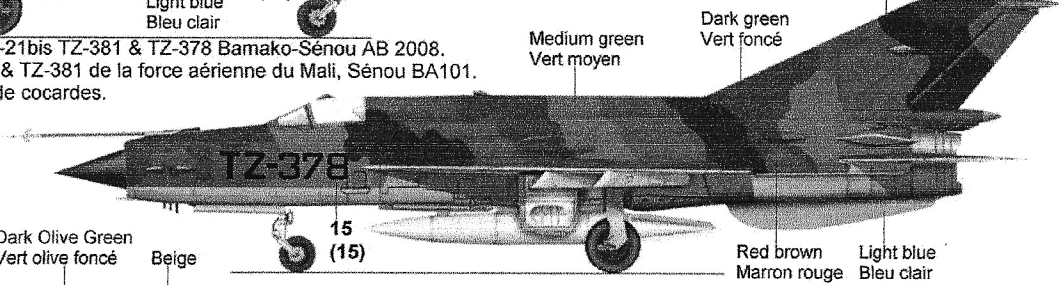 Light blue
Bleu clair
-21bis TZ-381 & TZ-378 Bamako-Sénou AB 2008.
& TZ-381 de la force aérienne du Mali, Sénou BA101.
de cocardes.
Medium green
Vert moyen
Dark green
Vert foncé
TZ-378
15
(15)
Dark Olive Green
Vert olive foncé
Beige
Red brown
Marron rouge
Light blue
Bleu clair